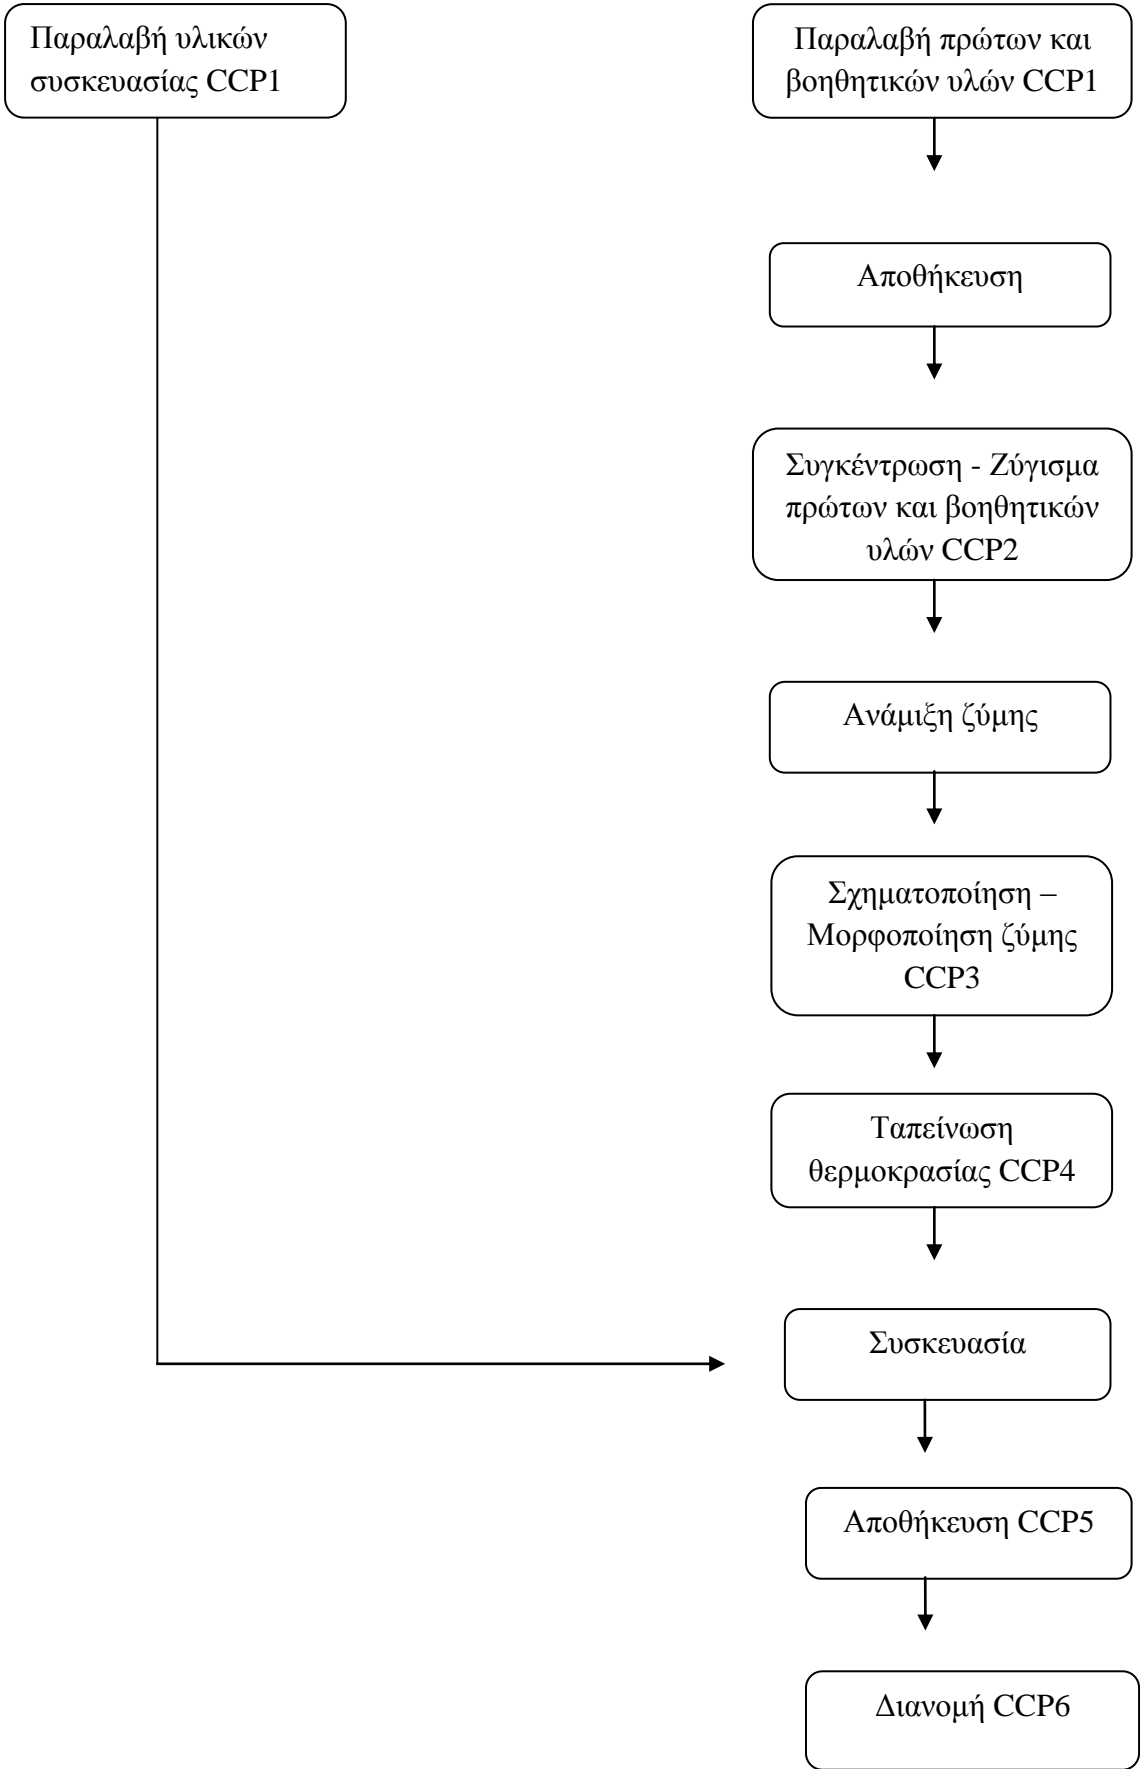 Παραλαβή υλικών
συσκευασίας CCP1
Παραλαβή πρώτων και
βοηθητικών υλών CCP1
Αποθήκευση
Συγκέντρωση - Ζύγισμα
πρώτων και βοηθητικών
υλών CCP2
Ανάμιξη ζύμης
Σχηματοποίηση –
Μορφοποίηση ζύμης
CCP3
Ταπείνωση
θερμοκρασίας CCP4
Συσκευασία
Αποθήκευση CCP5
Διανομή CCP6